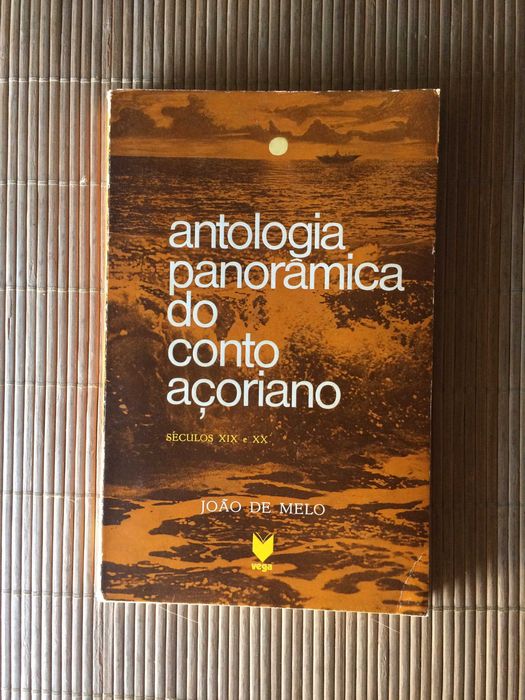 antologia
panorâmica
do
conto
açoriano
SÉCULOS XIX e XX
JOÃO DE MELO
vega